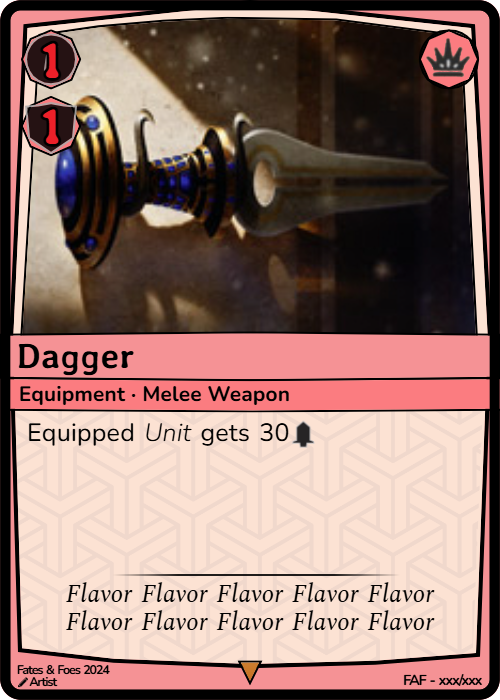 1
1
Dagger
Equipment · Melee Weapon
Equipped Unit gets 30
Flavor Flavor Flavor Flavor Flavor
Flavor Flavor Flavor Flavor Flavor
Fates & Foes 2024
Artist
FAF - xxx/xxx